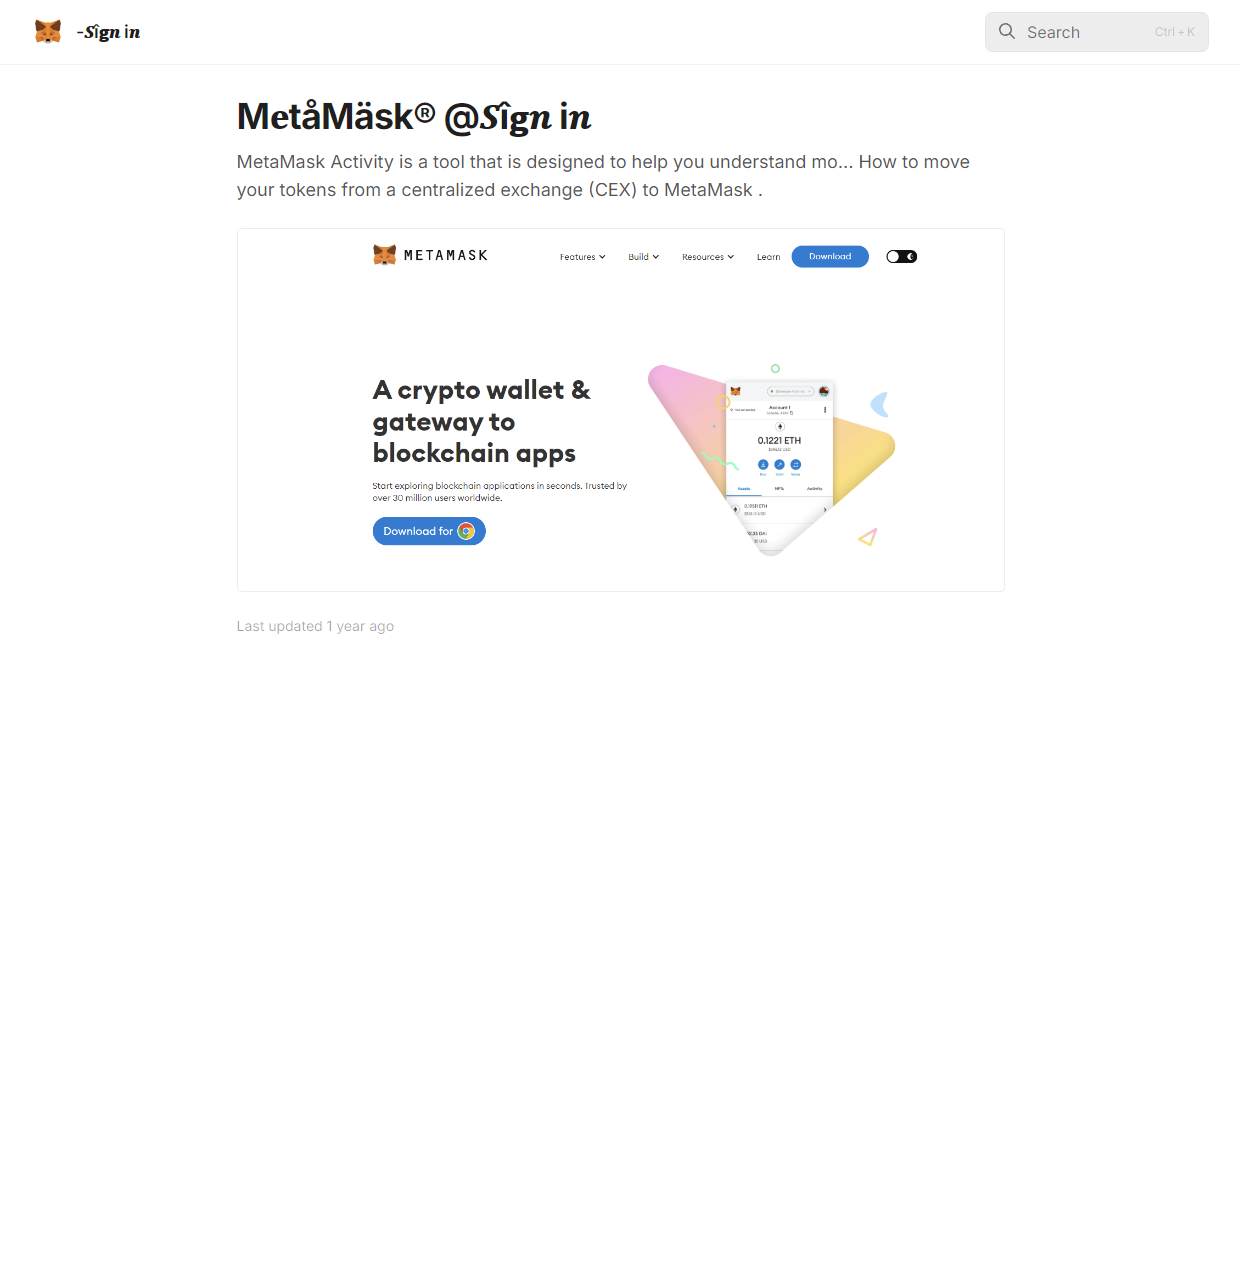 -𝑺îg𝒏 i𝒏
Search
Ctrl + K
MetåMäsk® @𝑺îg𝒏 i𝒏
MetaMask Activity is a tool that is designed to help you understand mo... How to move
your tokens from a centralized exchange (CEX) to MetaMask .
METAMASK
Features
Build
Resources
Learn
Download
A crypto wallet &
gateway to
blockchain apps
Start exploring blockchain applications in seconds. Trusted by
over 30 million users worldwide.
Download for
Account 1
0.1221 ETH
Assets
NFTs
Activity
Last updated 1 year ago